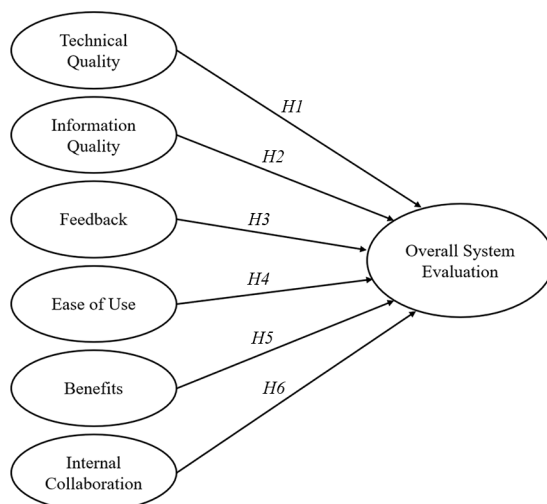 Technical
Quality
H1
Information
Quality
H2
Feedback
H3
Overall System
Evaluation
Ease of Use
H4
Benefits
H5
H6
Internal
Collaboration